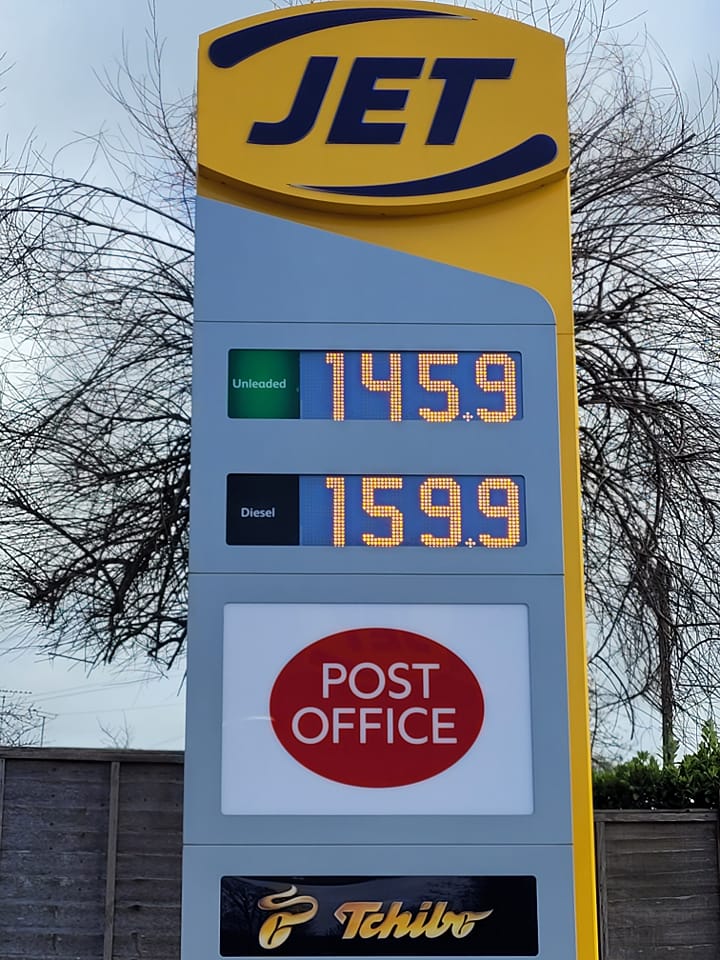 JET
Unleaded 145.9
Diesel 159.9
POST
OFFICE
Tchibo